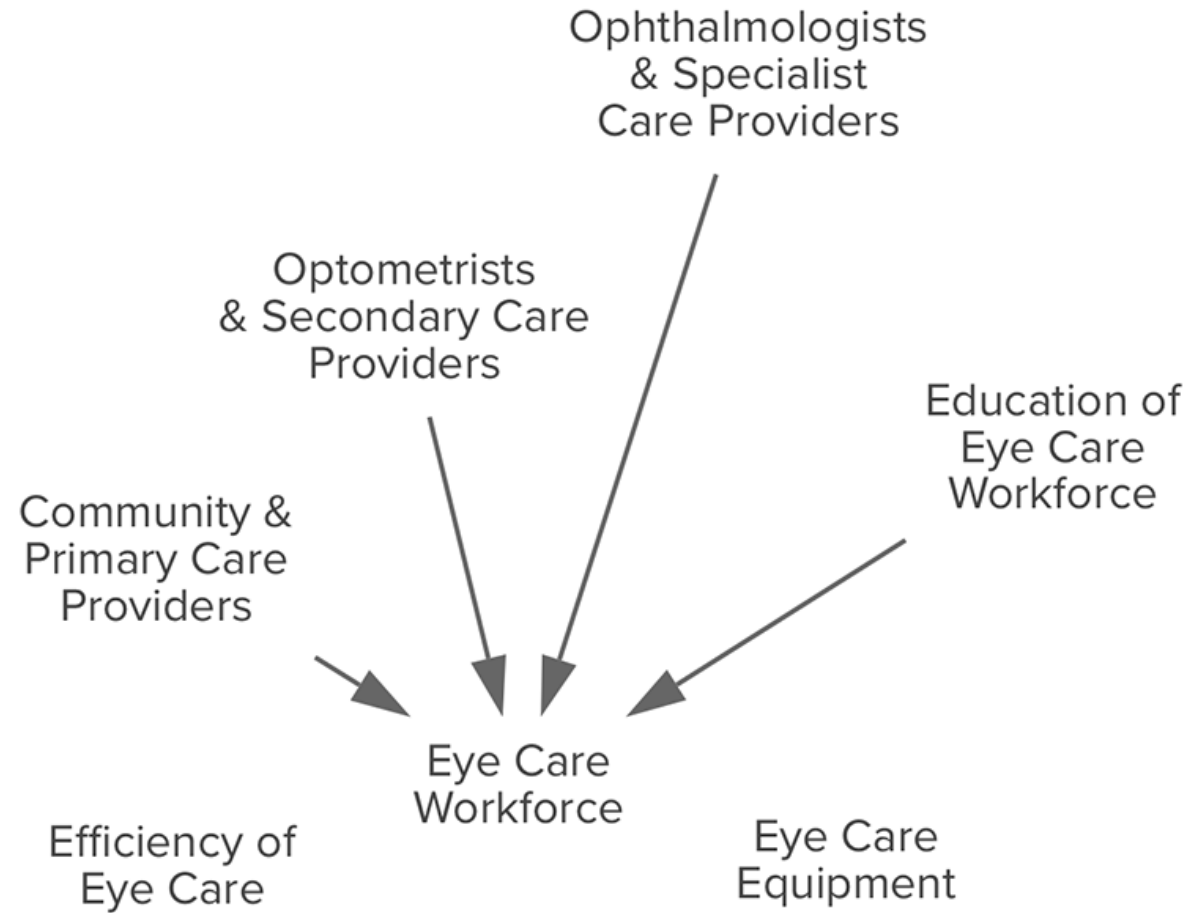 Ophthalmologists
& Specialist
Care Providers
Optometrists
& Secondary Care
Providers
Education of
Eye Care
Workforce
Community &
Primary Care
Providers
Eye Care
Workforce
Efficiency of
Eye Care
Eye Care
Equipment